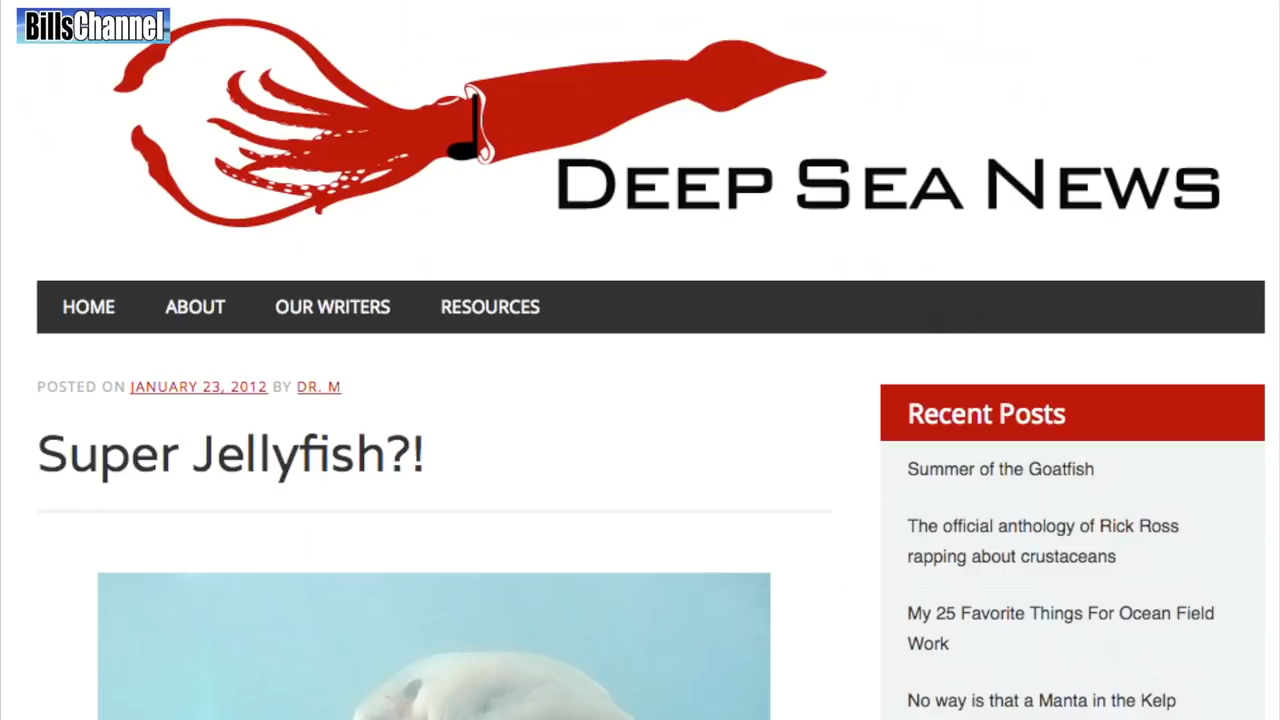 BillsChannel
DEEP SEA NEWS
HOME ABOUT OUR WRITERS RESOURCES
POSTED ON JANUARY 23, 2012 BY DR. M
Super Jellyfish?!
Recent Posts
Summer of the Goatfish
The official anthology of Rick Ross
rapping about crustaceans
My 25 Favorite Things For Ocean Field
Work
No way is that a Manta in the Kelp